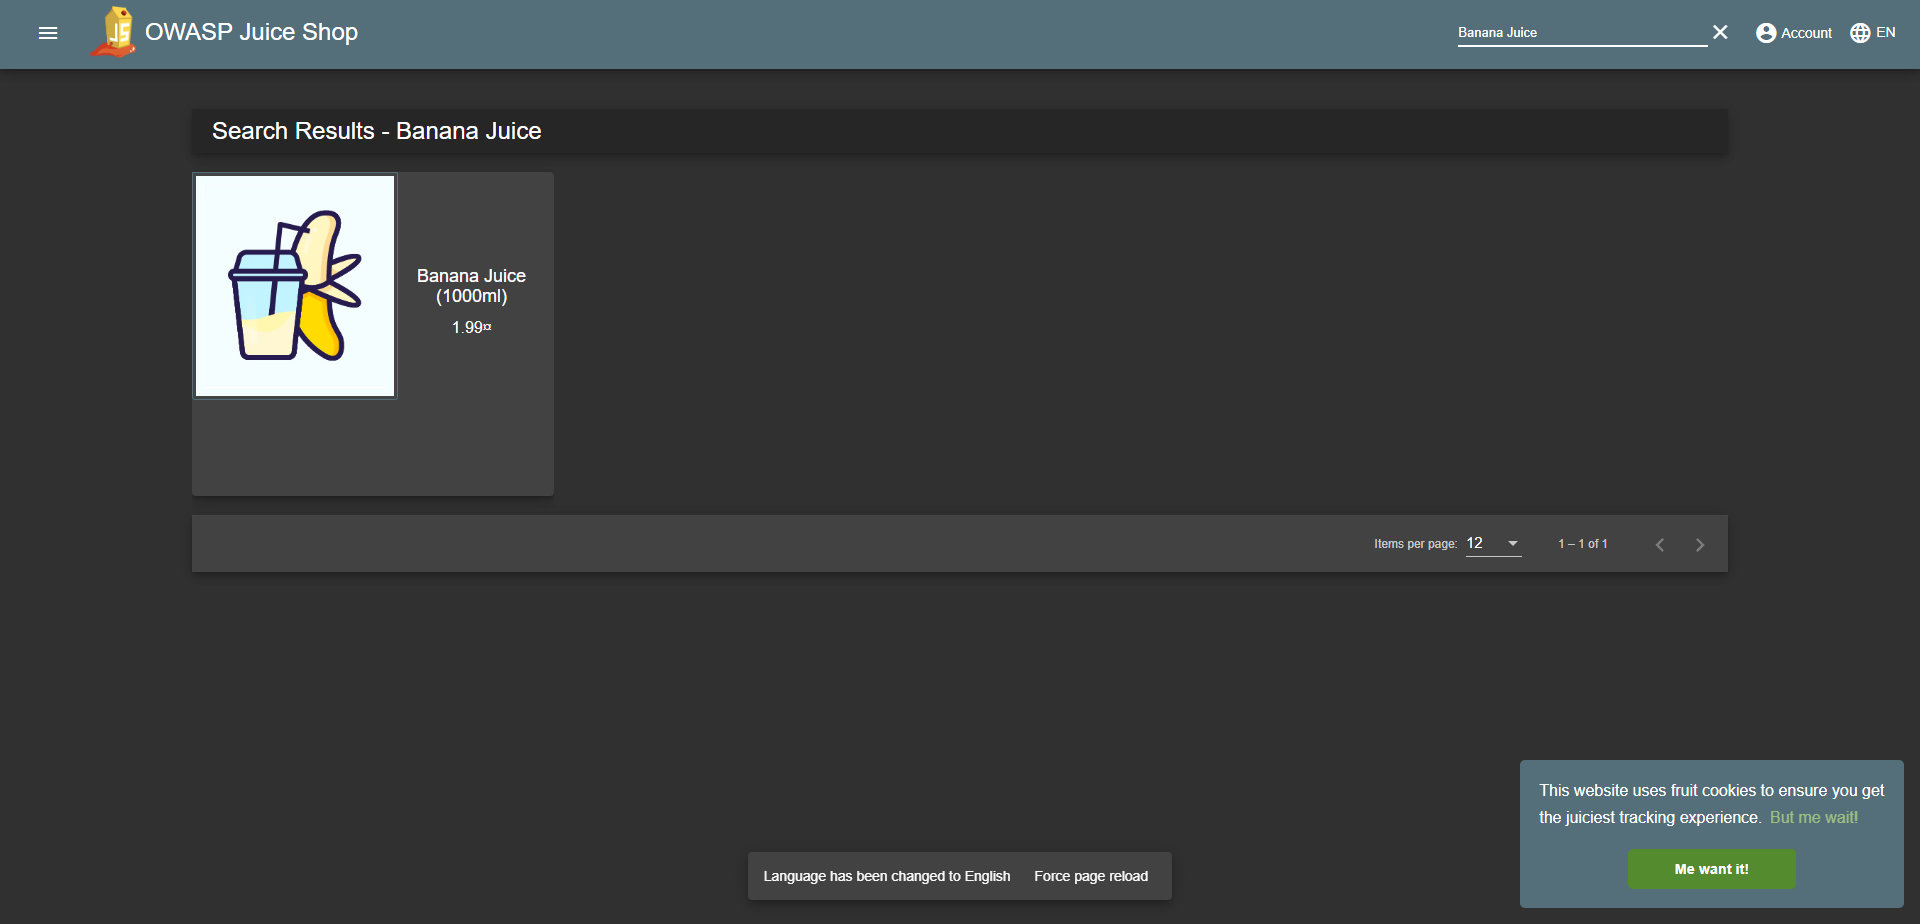 OWASP Juice Shop
Banana Juice
Account
EN
Search Results - Banana Juice
Banana Juice
(1000ml)
1.99¤
Items per page:
12
1 – 1 of 1
This website uses fruit cookies to ensure you get
the juiciest tracking experience. But me wait!
Me want it!
Language has been changed to English
Force page reload